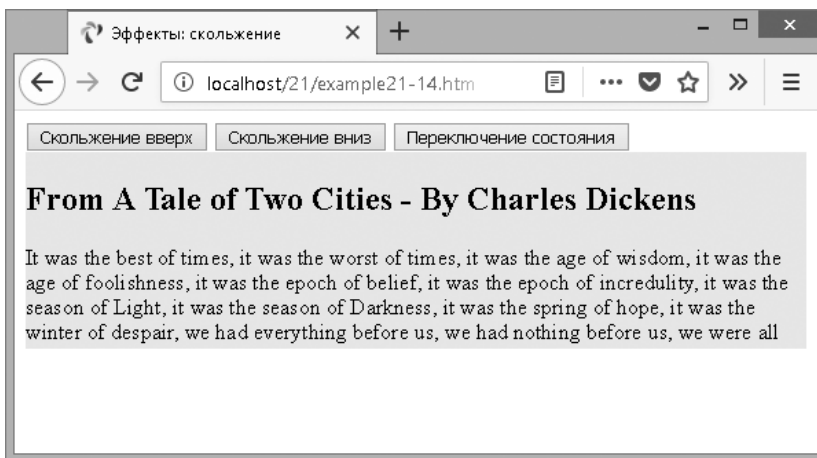 Эффекты: скольжение
localhost/21/example21-14.htm
Скольжение вверх Скольжение вниз Переключение состояния
From A Tale of Two Cities - By Charles Dickens
It was the best of times, it was the worst of times, it was the age of wisdom, it was the
age of foolishness, it was the epoch of belief, it was the epoch of incredulity, it was the
season of Light, it was the season of Darkness, it was the spring of hope, it was the
winter of despair, we had everything before us, we had nothing before us, we were all